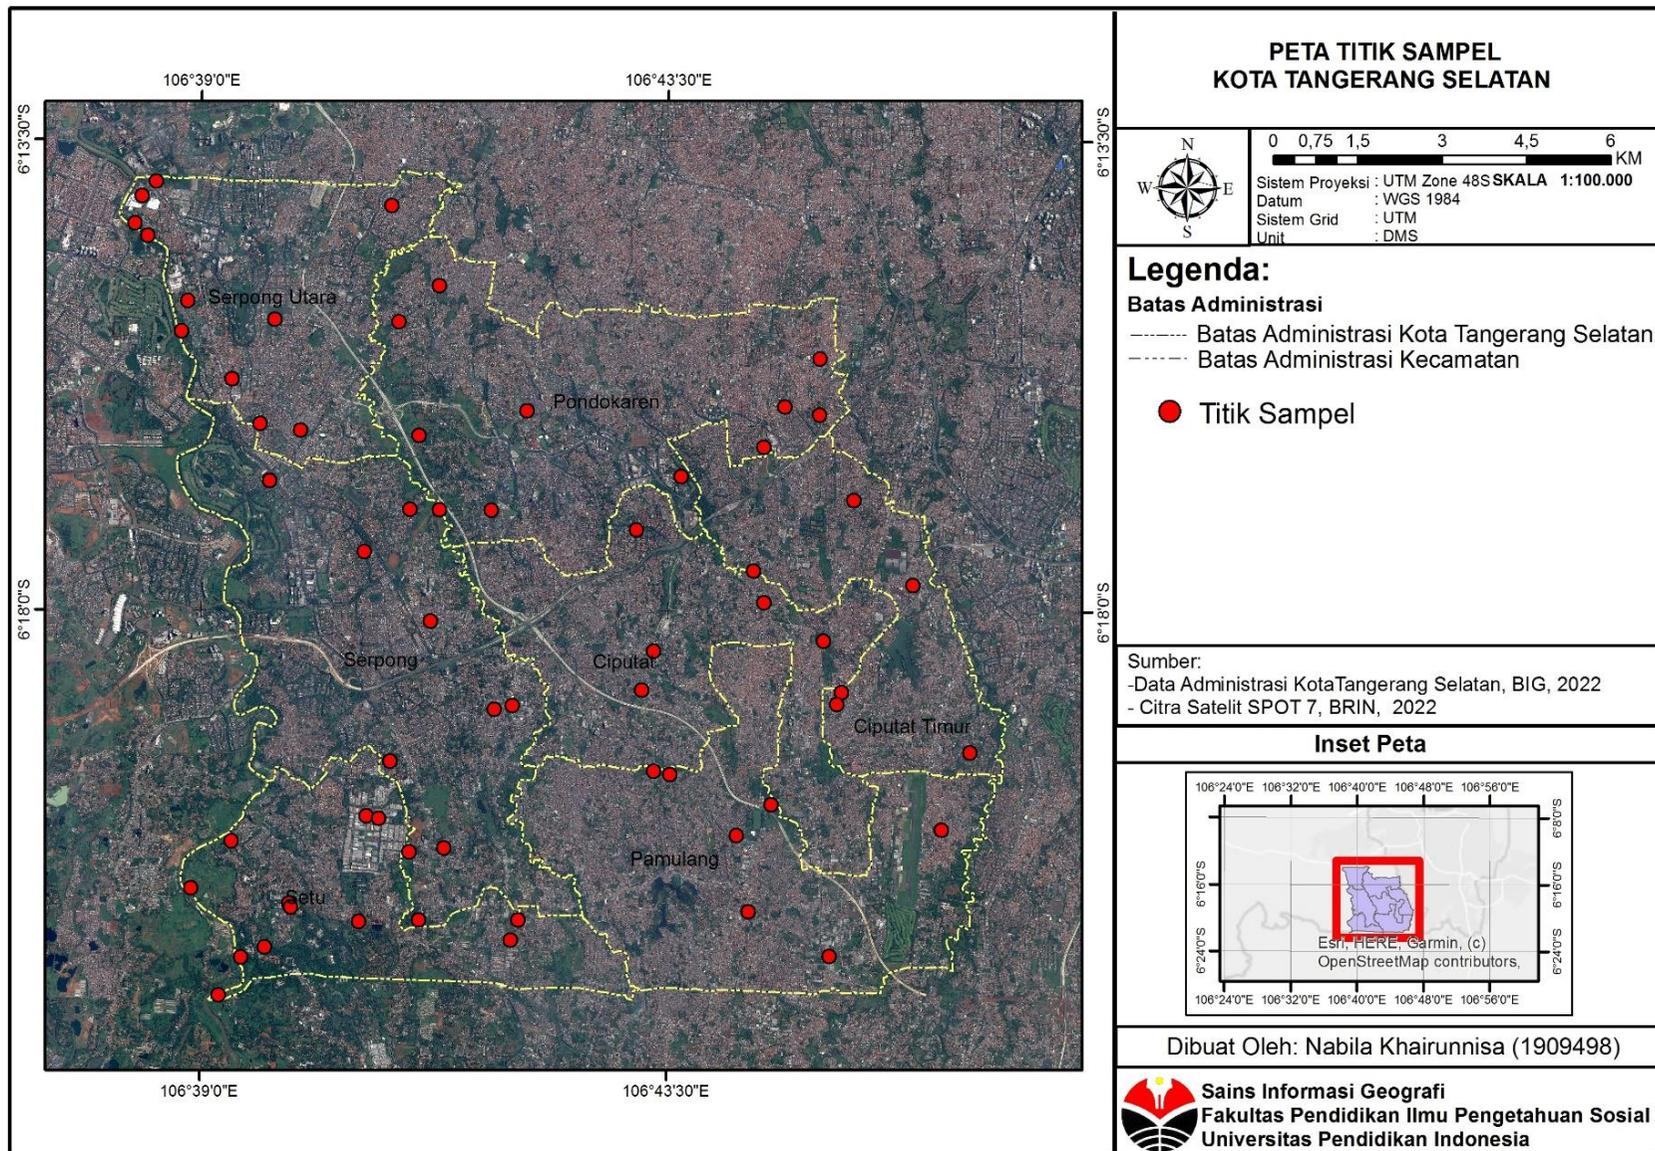 106°39'0"E
106°43'30"E
6°13'30"S
6°13'30"S
Serpong Utara
Pondokaren
6°18'0"S
6°18'0"S
Serpong
Ciputat
Ciputat Timur
Pamulang
Setu
106°39'0"E
106°43'30"E
PETA TITIK SAMPEL
KOTA TANGERANG SELATAN
N
W E
S
0 0,75 1,5 3 4,5 6
KM
Sistem Proyeksi : UTM Zone 48S SKALA 1:100.000
Datum : WGS 1984
Sistem Grid : UTM
Unit : DMS
Legenda:
Batas Administrasi
Batas Administrasi Kota Tangerang Selatan
Batas Administrasi Kecamatan
Titik Sampel
Sumber:
-Data Administrasi KotaTangerang Selatan, BIG, 2022
- Citra Satelit SPOT 7, BRIN, 2022
Inset Peta
106°24'0"E 106°32'0"E 106°40'0"E 106°48'0"E 106°56'0"E
6°8'0"S
6°16'0"S
6°16'0"S
6°24'0"S
6°24'0"S
Esri, HERE, Garmin, (c)
OpenStreetMap contributors,
106°24'0"E 106°32'0"E 106°40'0"E 106°48'0"E 106°56'0"E
Dibuat Oleh: Nabila Khairunnisa (1909498)
Sains Informasi Geografi
Fakultas Pendidikan Ilmu Pengetahuan Sosial
Universitas Pendidikan Indonesia